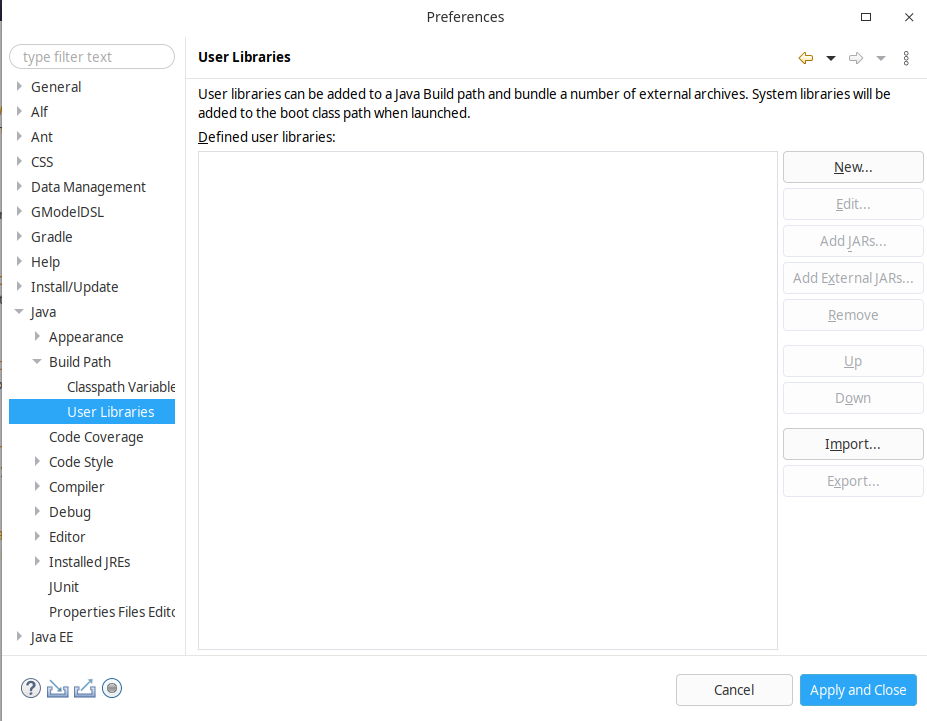 Preferences
type filter text
General
Alf
Ant
CSS
Data Management
GModelDSL
Gradle
Help
Install/Update
Java
Appearance
Build Path
Classpath Variable
User Libraries
Code Coverage
Code Style
Compiler
Debug
Editor
Installed JREs
JUnit
Properties Files Edito
Java EE
User Libraries
User libraries can be added to a Java Build path and bundle a number of external archives. System libraries will be
added to the boot class path when launched.
Defined user libraries:
New...
Edit...
Add JARs...
Add External JARs...
Remove
Up
Down
Import...
Export...
?
Cancel
Apply and Close